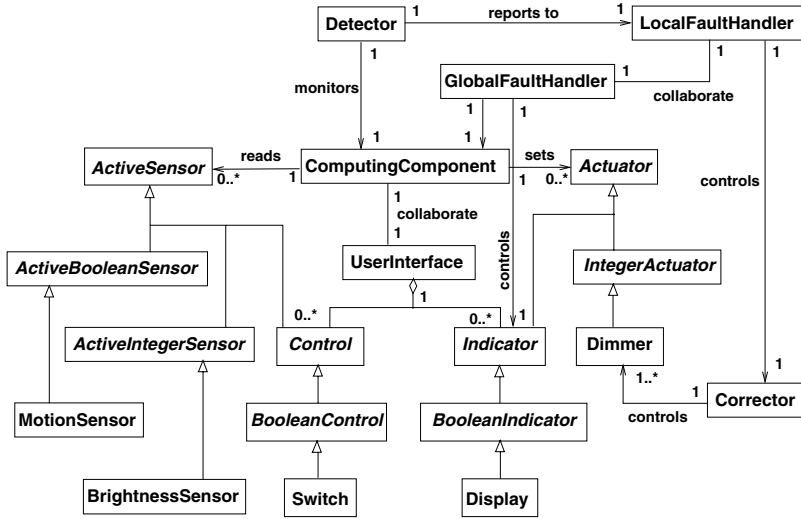 Detector
1
reports to
1
LocalFaultHandler
1
1
1
monitors
GlobalFaultHandler
1
collaborate
1
1
1
1
ActiveSensor
reads
0..*
1
ComputingComponent
sets
1
0..*
Actuator
controls
1
collaborate
1
ActiveBooleanSensor
UserInterface
1
controls
IntegerActuator
0..*
0..*
1
ActiveIntegerSensor
Control
Indicator
Dimmer
1..*
1
1
controls
Corrector
MotionSensor
BooleanControl
BooleanIndicator
BrightnessSensor
Switch
Display